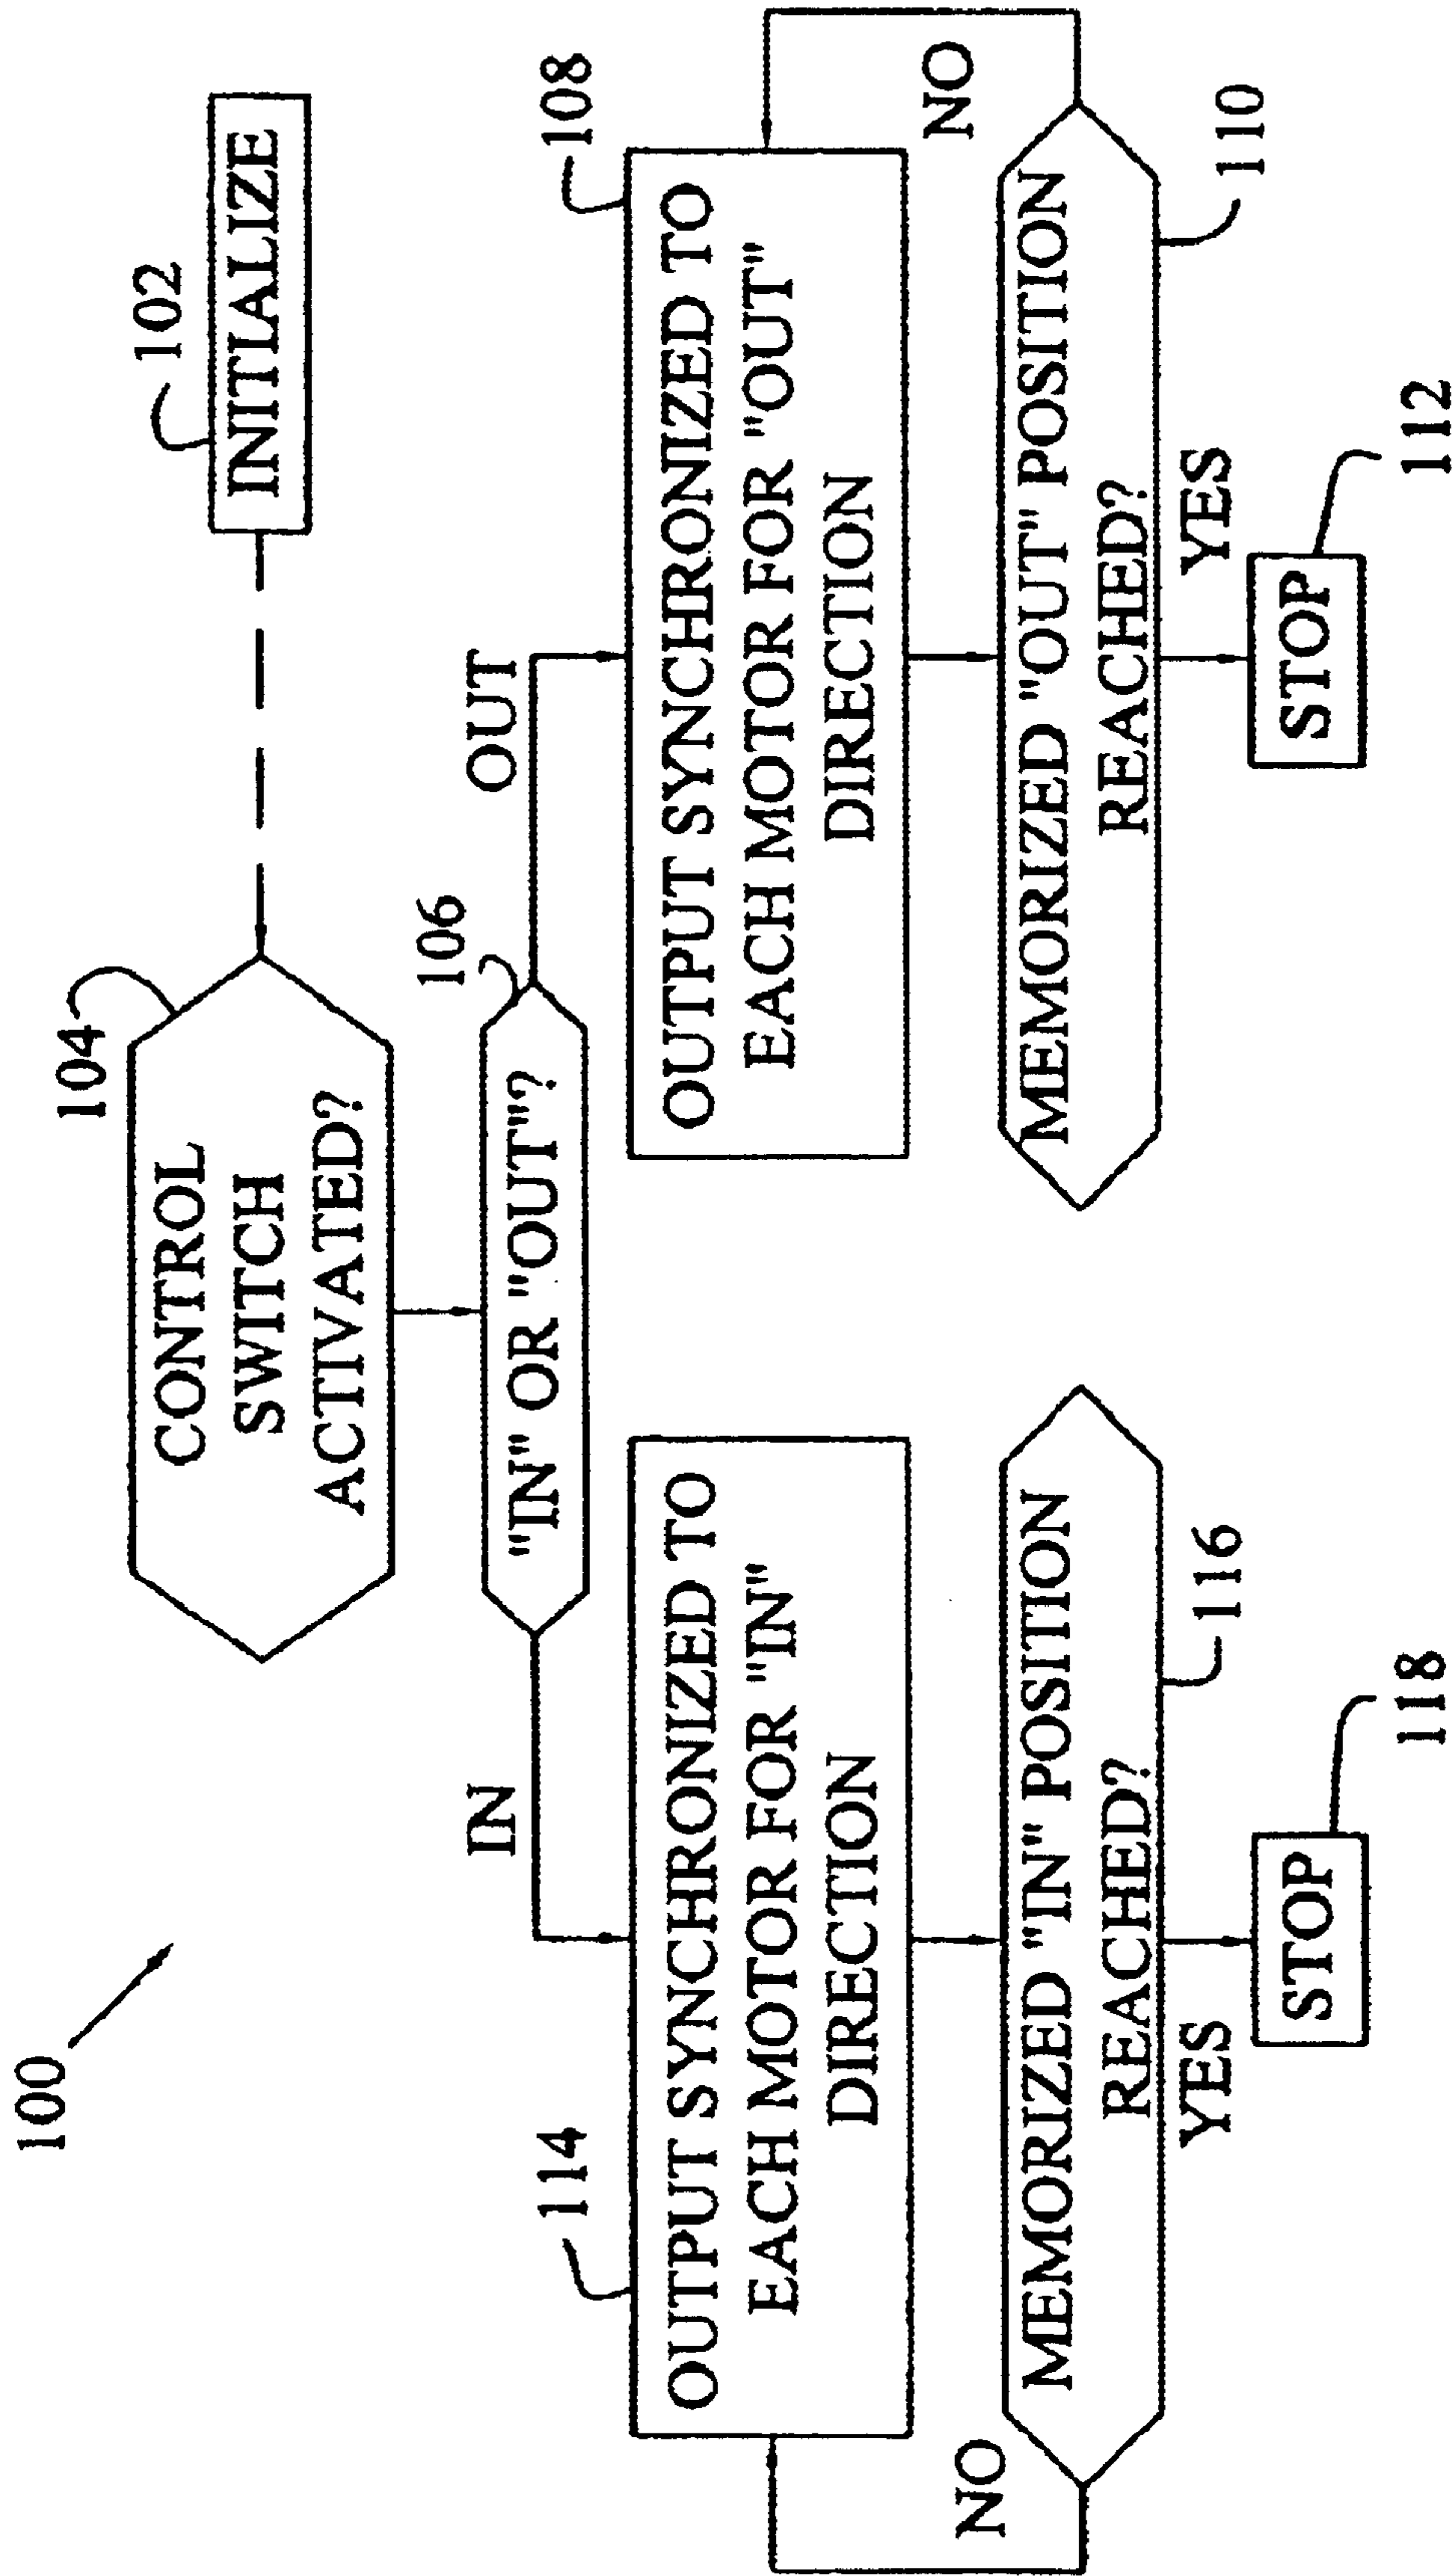 100
102
INITIALIZE
104
CONTROL
SWITCH
ACTIVATED?
106
"IN" OR "OUT"?
IN
OUT
114
OUTPUT SYNCHRONIZED TO
EACH MOTOR FOR "IN"
DIRECTION
108
OUTPUT SYNCHRONIZED TO
EACH MOTOR FOR "OUT"
DIRECTION
NO
MEMORIZED "IN" POSITION
REACHED?
116
YES
STOP
118
NO
MEMORIZED "OUT" POSITION
REACHED?
110
YES
STOP
112